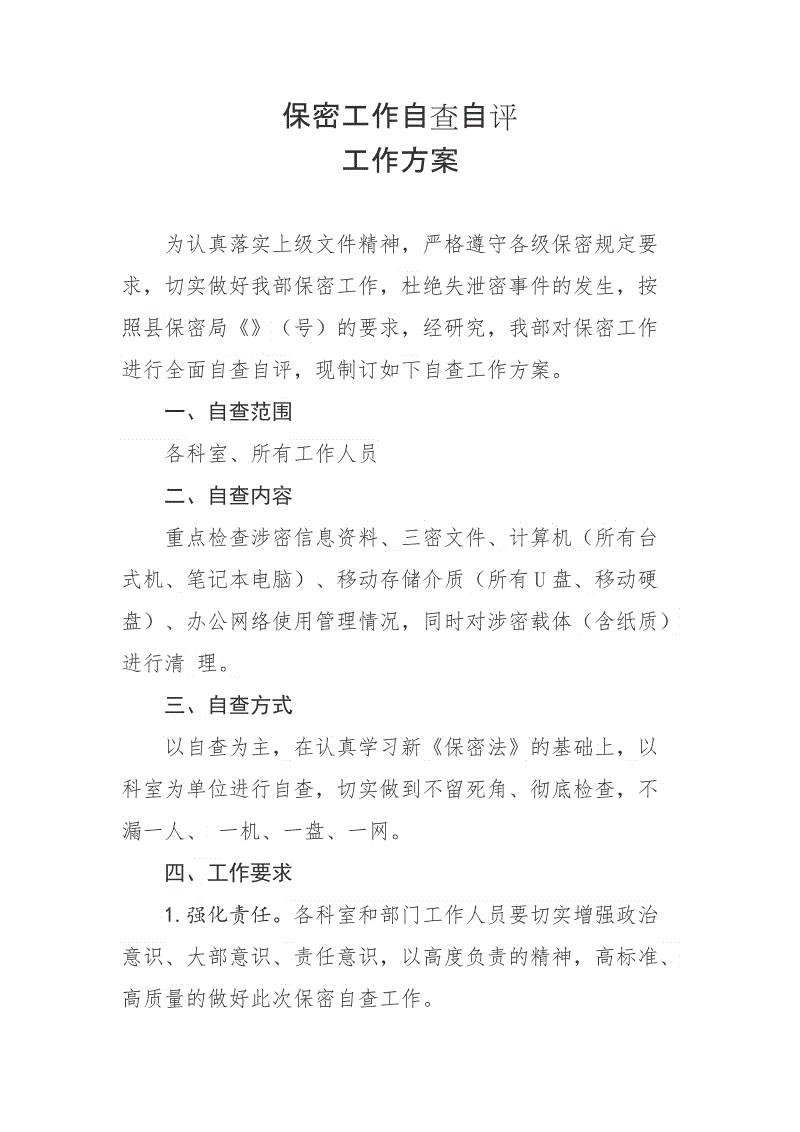 保密工作自查自评
工作方案
为认真落实上级文件精神，严格遵守各级保密规定要
求，切实做好我部保密工作，杜绝失泄密事件的发生，按
照县保密局《》（号）的要求，经研究，我部对保密工作
进行全面自查自评，现制订如下自查工作方案。
一、自查范围
各科室、所有工作人员
二、自查内容
重点检查涉密信息资料、三密文件、计算机（所有台
式机、笔记本电脑）、移动存储介质（所有 U 盘、移动硬
盘）、办公网络使用管理情况，同时对涉密载体（含纸质）
进行清 理。
三、自查方式
以自查为主，在认真学习新《保密法》的基础上，以
科室为单位进行自查，切实做到不留死角、彻底检查，不
漏一人、 一机、一盘、一网。
四、工作要求
1.强化责任。各科室和部门工作人员要切实增强政治
意识、大部意识、责任意识，以高度负责的精神，高标准、
高质量的做好此次保密自查工作。